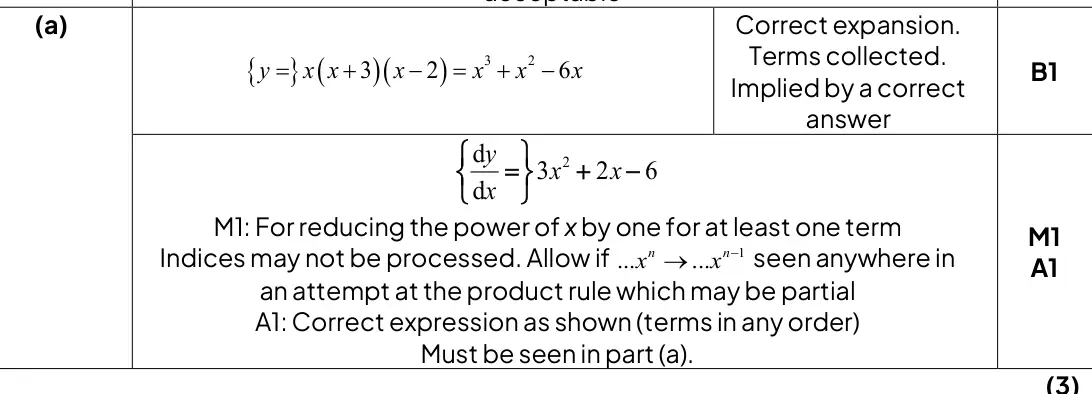 acceptable
(a)
{y =} x(x+3)(x−2) = x³ + x² − 6x
Correct expansion.
Terms collected.
Implied by a correct
answer
B1
{dy/dx =} 3x² + 2x − 6
M1: For reducing the power of x by one for at least one term
Indices may not be processed. Allow if ...xⁿ → ...xⁿ⁻¹ seen anywhere in
an attempt at the product rule which may be partial
A1: Correct expression as shown (terms in any order)
Must be seen in part (a).
M1
A1
(3)